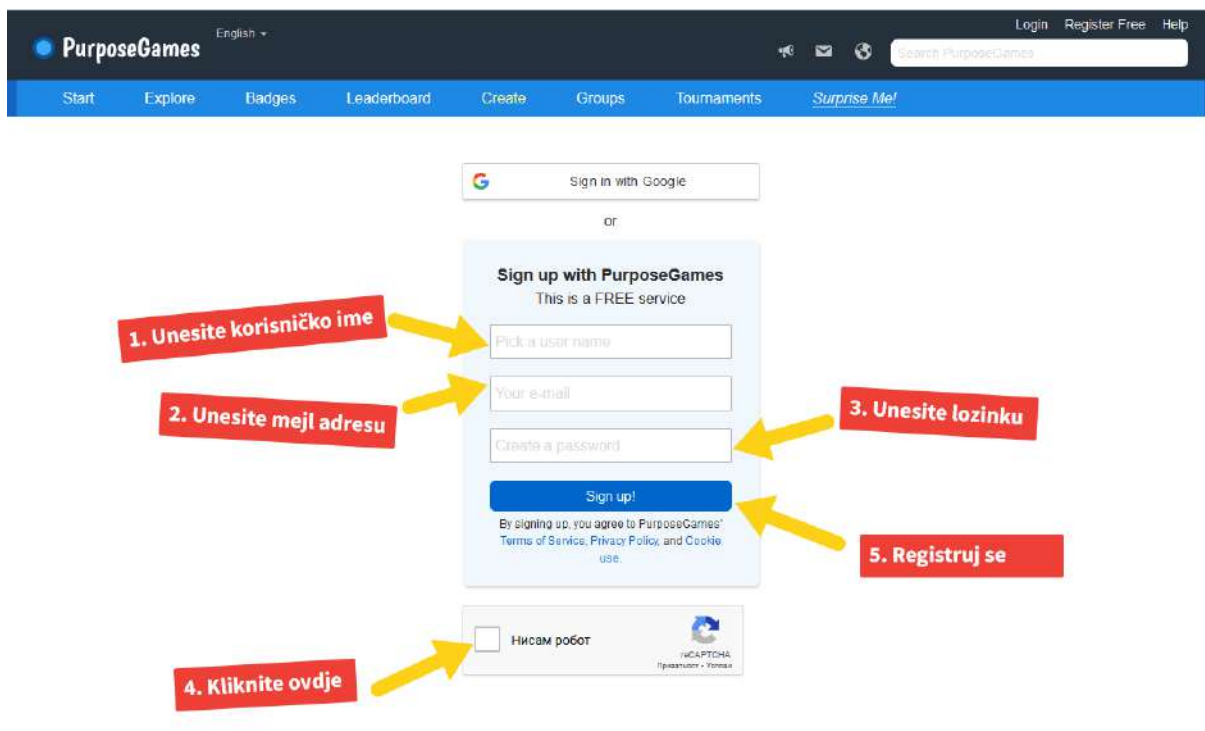 PurposeGames
English
Login Register Free Help
Search PurposeGames
Start Explore Badges Leaderboard Create Groups Tournaments Surprise Me!
Sign in with Google
or
Sign up with PurposeGames
This is a FREE service
1. Unesite korisničko ime
Pick a user name
2. Unesite mejl adresu
Your e-mail
3. Unesite lozinku
Create a password
Sign up!
By signing up, you agree to PurposeGames'
Terms of Service, Privacy Policy, and Cookie
use.
5. Registruj se
Нисам робот
reCAPTCHA
Приватност - Услови
4. Kliknite ovdje